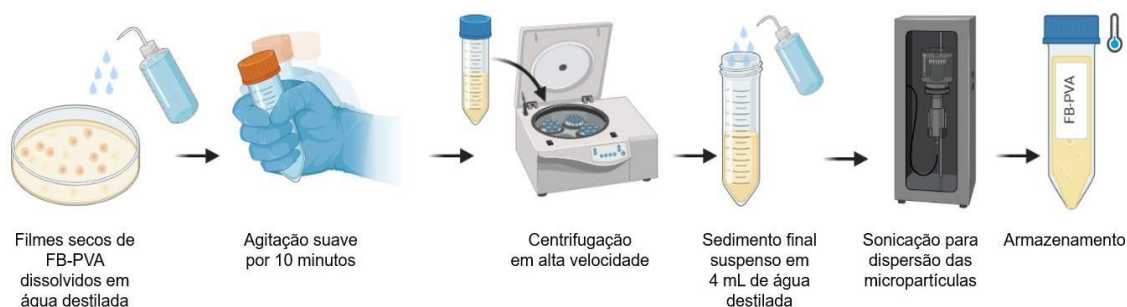 FB-PVA
Filmes secos de
FB-PVA
dissolvidos em
água destilada
Agitação suave
por 10 minutos
Centrifugação
em alta velocidade
Sedimento final
suspenso em
4 mL de água
destilada
Sonicação para
dispersão das
micropartículas
Armazenamento